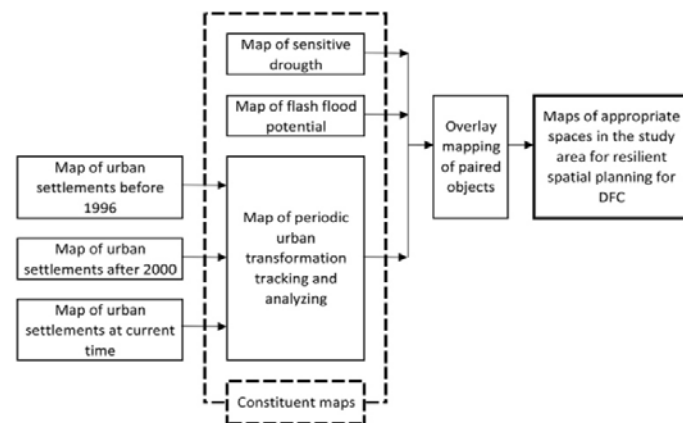 Map of sensitive
drougth
Map of flash flood
potential
Map of urban
settlements before
1996
Map of urban
settlements after 2000
Map of urban
settlements at current
time
Map of periodic
urban
transformation
tracking and
analyzing
Constituent maps
Overlay
mapping
of paired
objects
Maps of appropriate
spaces in the study
area for resilient
spatial planning for
DFC